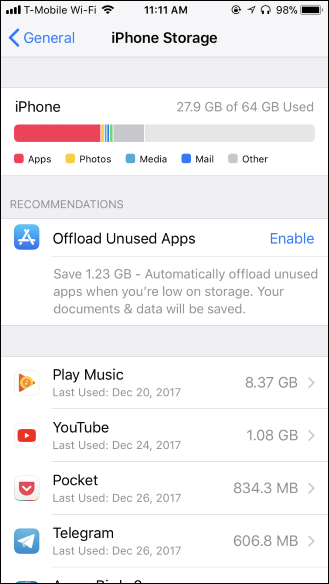 T-Mobile Wi-Fi 11:11 AM 98%
General iPhone Storage
iPhone 27.9 GB of 64 GB Used
Apps Photos Media Mail Other
RECOMMENDATIONS
Offload Unused Apps Enable
Save 1.23 GB - Automatically offload unused
apps when you're low on storage. Your
documents & data will be saved.
Play Music 8.37 GB
Last Used: Dec 20, 2017
YouTube 1.08 GB
Last Used: Dec 24, 2017
Pocket 834.3 MB
Last Used: Dec 26, 2017
Telegram 606.8 MB
Last Used: Dec 26, 2017